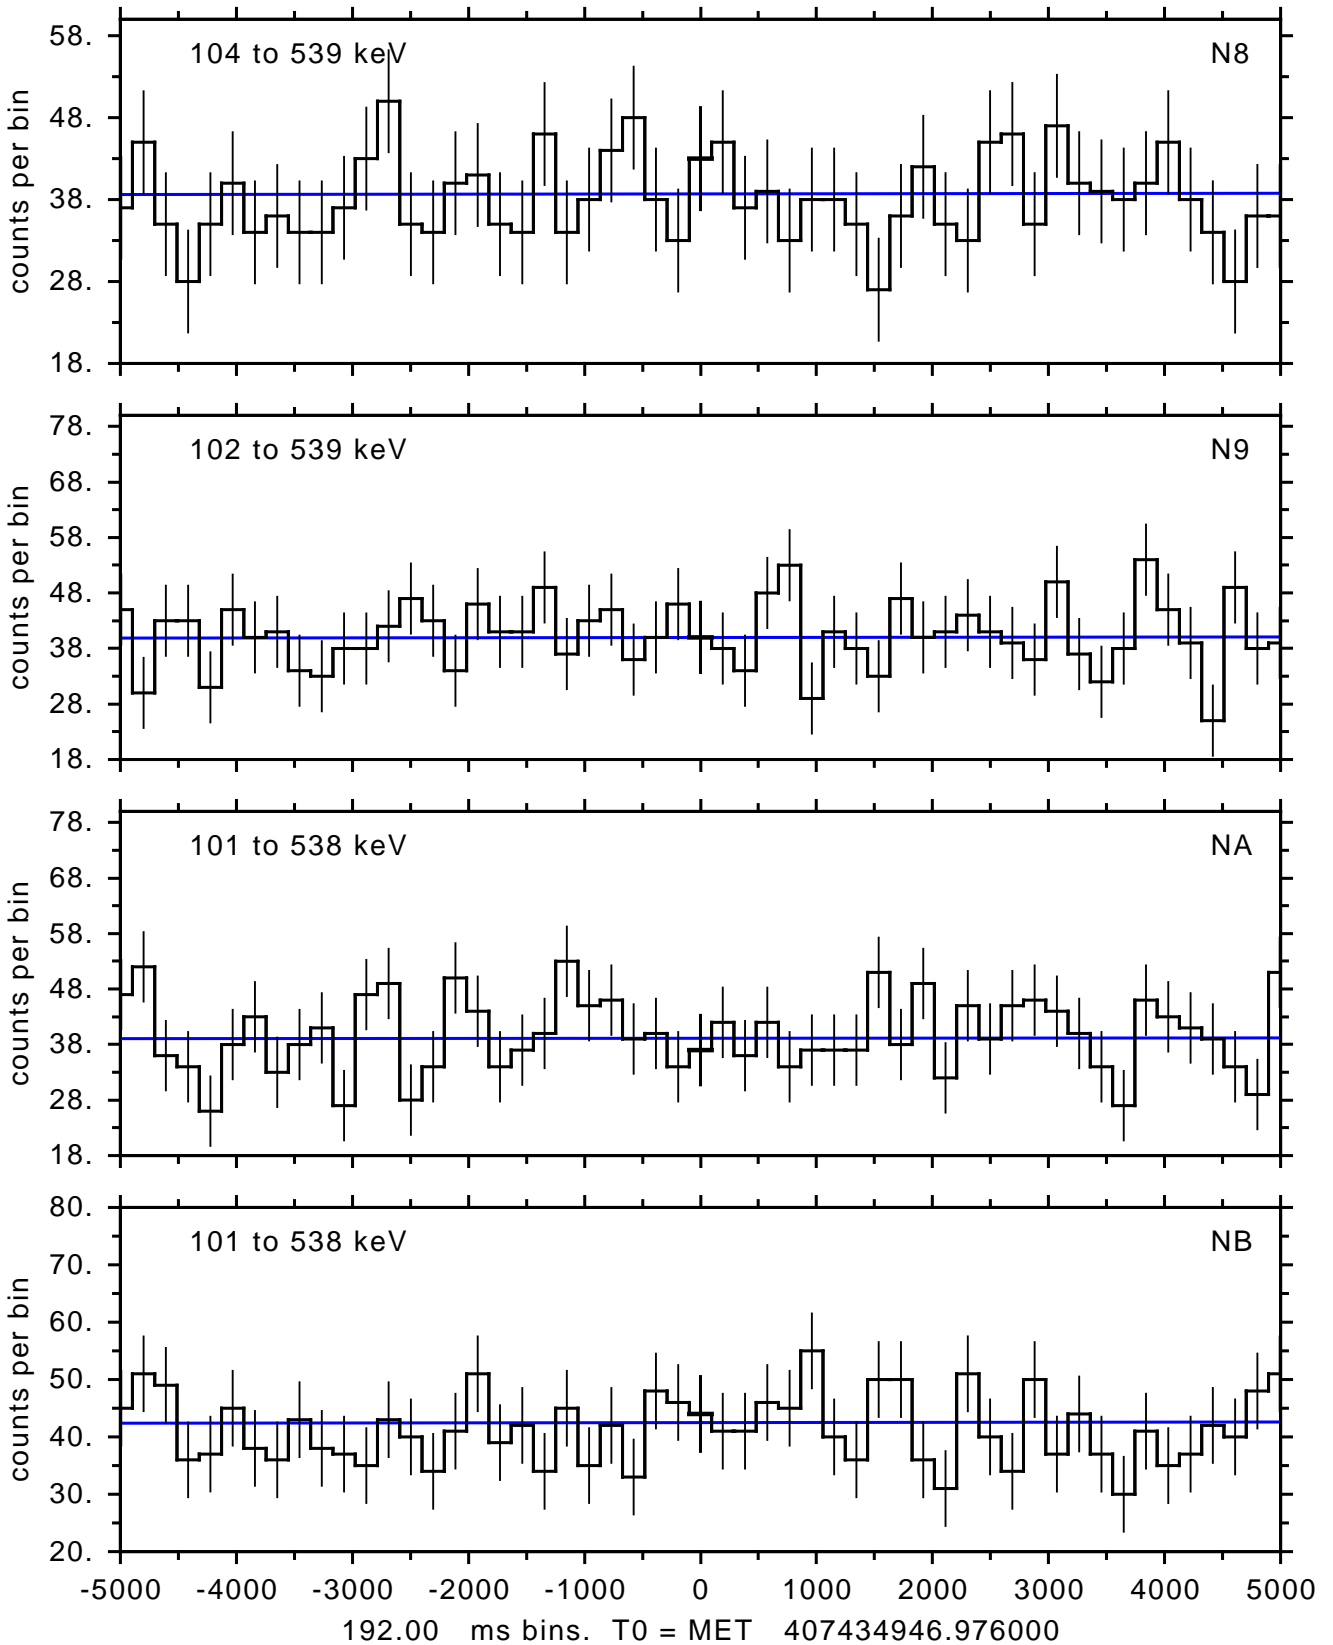 104 to 539 keV N8
58.
48.
38.
28.
18.
counts per bin
102 to 539 keV N9
78.
68.
58.
48.
38.
28.
18.
counts per bin
101 to 538 keV NA
78.
68.
58.
48.
38.
28.
18.
counts per bin
101 to 538 keV NB
80.
70.
60.
50.
40.
30.
20.
counts per bin
-5000 -4000 -3000 -2000 -1000 0 1000 2000 3000 4000 5000
192.00 ms bins. T0 = MET 407434946.976000